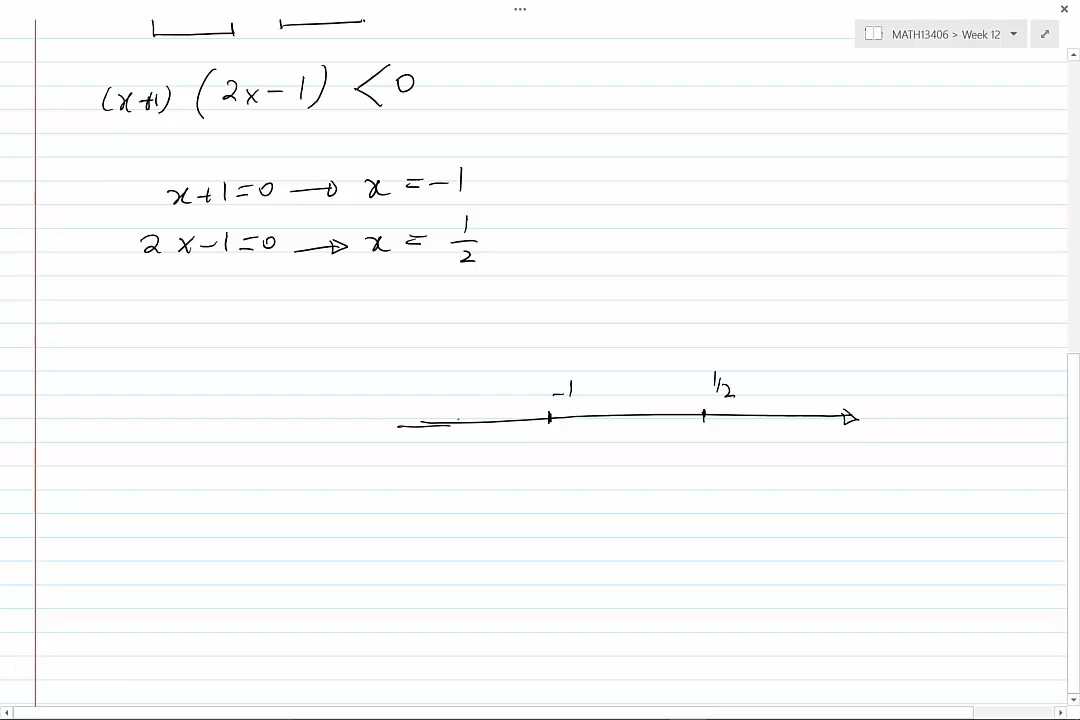 MATH13406 > Week 12
(x+1) (2x-1) <0
x+1=0 → x =-1
2x-1=0 → x = 1/2
-1 1/2